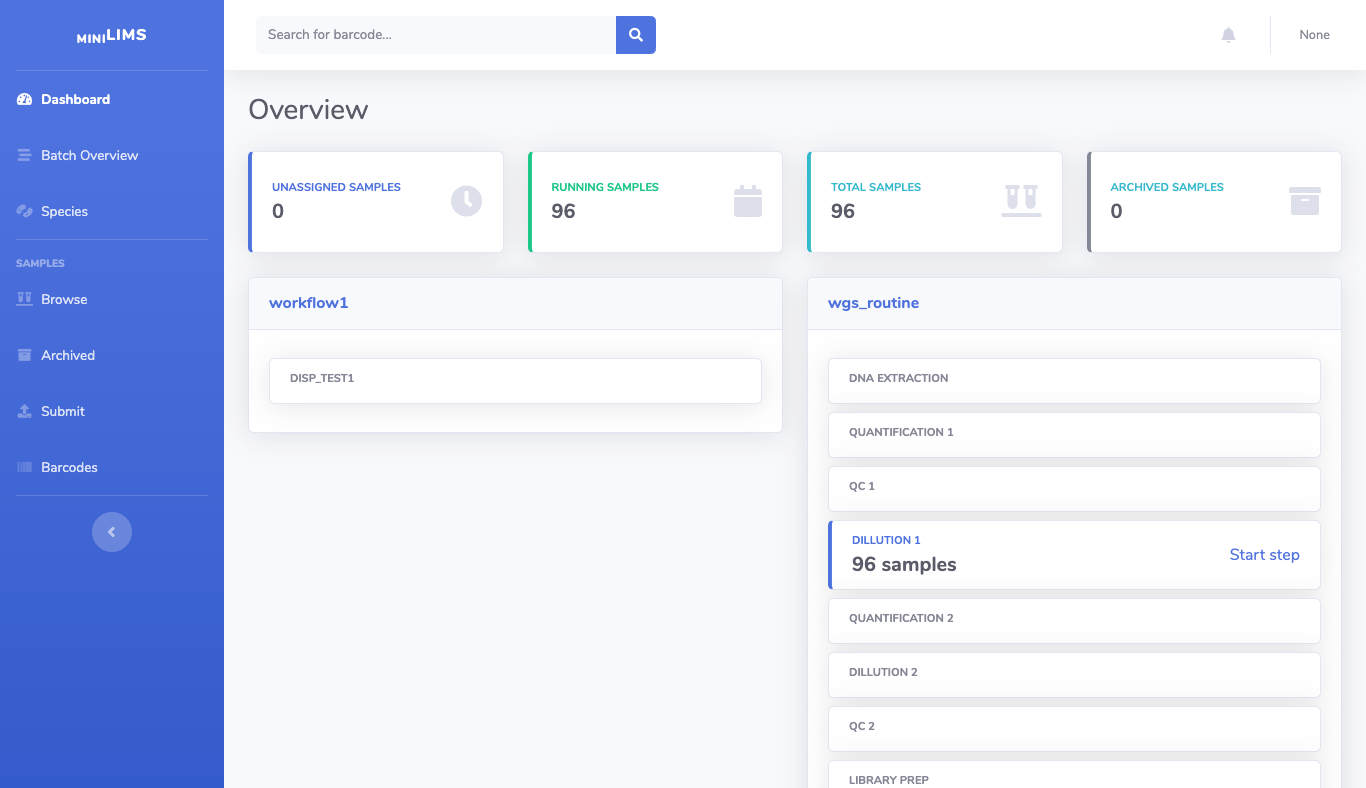 MINILIMS
Search for barcode...
None
Dashboard
Batch Overview
Species
SAMPLES
Browse
Archived
Submit
Barcodes
Overview
UNASSIGNED SAMPLES
0
RUNNING SAMPLES
96
TOTAL SAMPLES
96
ARCHIVED SAMPLES
0
workflow1
DISP_TEST1
wgs_routine
DNA EXTRACTION
QUANTIFICATION 1
QC 1
DILLUTION 1
96 samples
Start step
QUANTIFICATION 2
DILLUTION 2
QC 2
LIBRARY PREP